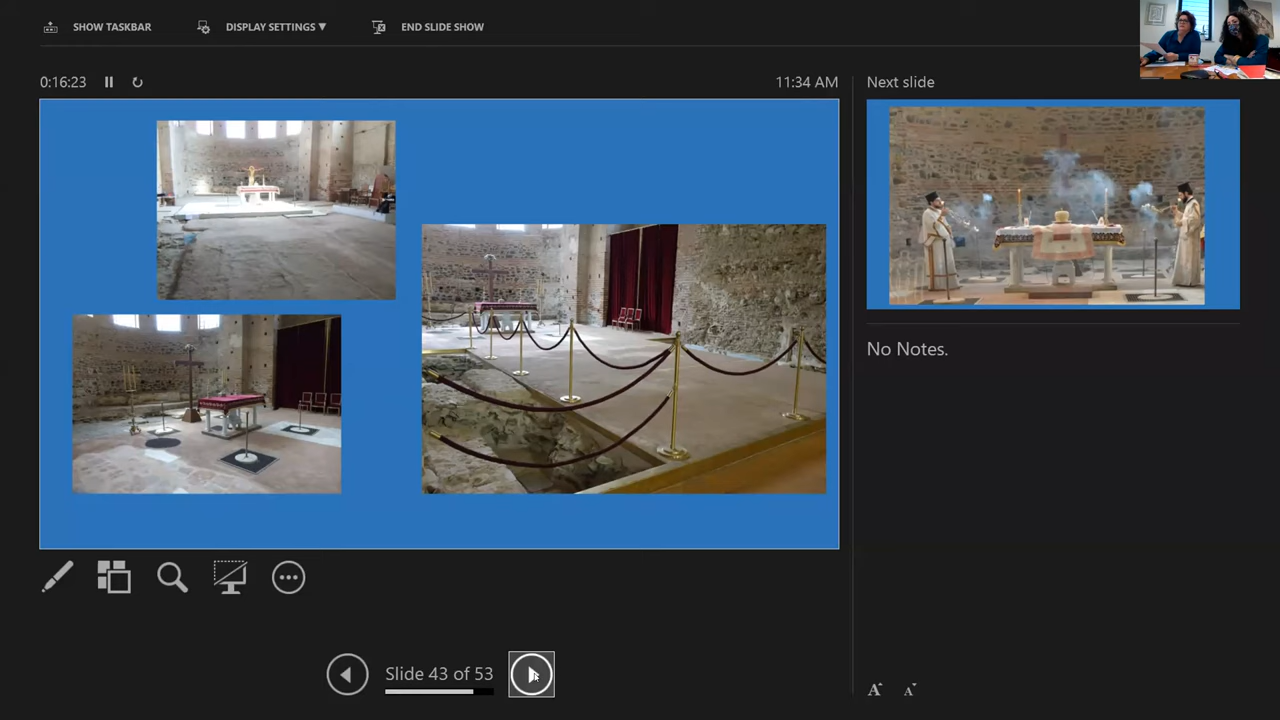 SHOW TASKBAR
DISPLAY SETTINGS ▼
END SLIDE SHOW
0:16:23
11:34 AM
Next slide
No Notes.
Slide 43 of 53
A A